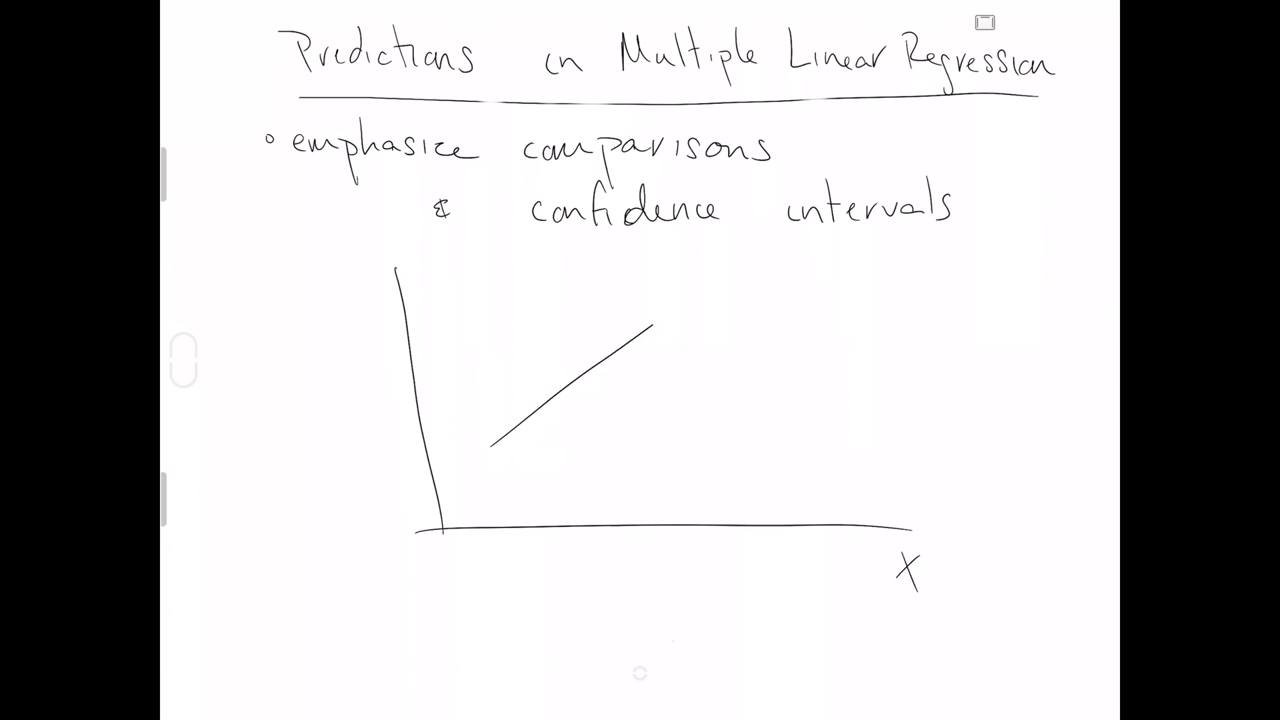 Predictions in Multiple Linear Regression
◦ emphasize comparisons
& confidence intervals
X